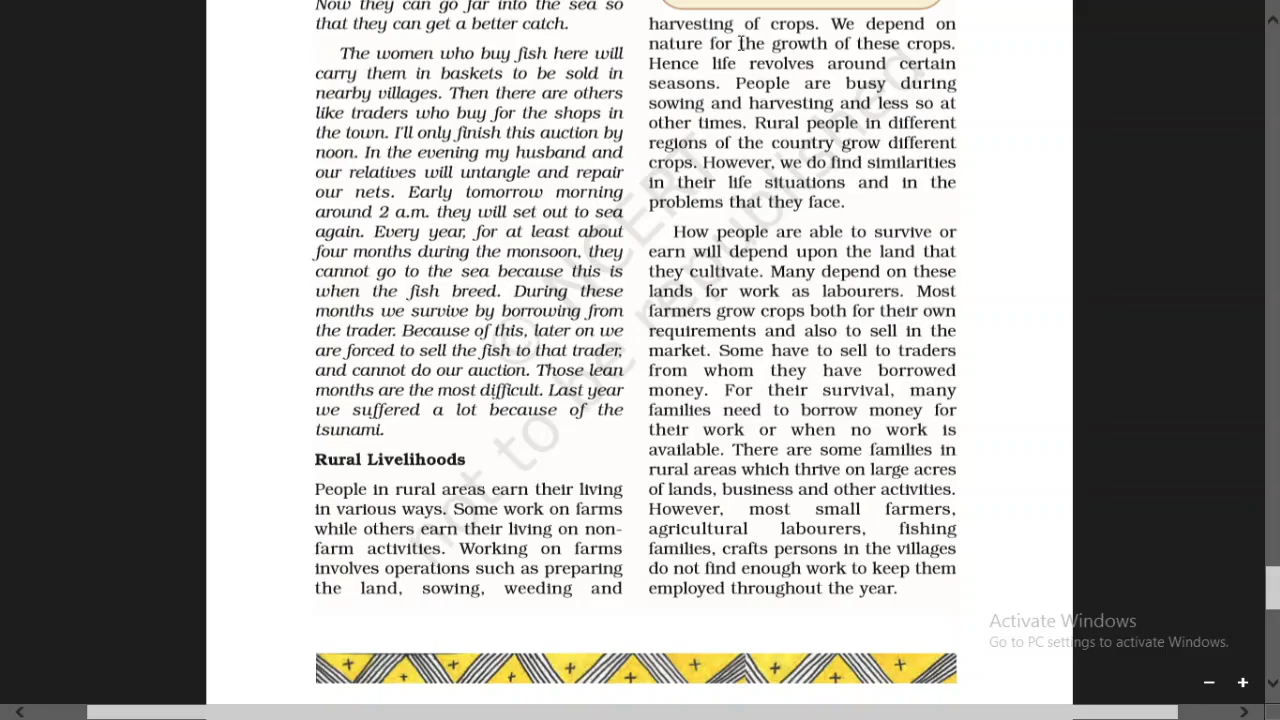 Now they can go far into the sea so
that they can get a better catch.
The women who buy fish here will
carry them in baskets to be sold in
nearby villages. Then there are others
like traders who buy for the shops in
the town. I'll only finish this auction by
noon. In the evening my husband and
our relatives will untangle and repair
our nets. Early tomorrow morning
around 2 a.m. they will set out to sea
again. Every year, for at least about
four months during the monsoon, they
cannot go to the sea because this is
when the fish breed. During these
months we survive by borrowing from
the trader. Because of this, later on we
are forced to sell the fish to that trader,
and cannot do our auction. Those lean
months are the most difficult. Last year
we suffered a lot because of the
tsunami.
Rural Livelihoods
People in rural areas earn their living
in various ways. Some work on farms
while others earn their living on non-
farm activities. Working on farms
involves operations such as preparing
the land, sowing, weeding and
harvesting of crops. We depend on
nature for the growth of these crops.
Hence life revolves around certain
seasons. People are busy during
sowing and harvesting and less so at
other times. Rural people in different
regions of the country grow different
crops. However, we do find similarities
in their life situations and in the
problems that they face.
How people are able to survive or
earn will depend upon the land that
they cultivate. Many depend on these
lands for work as labourers. Most
farmers grow crops both for their own
requirements and also to sell in the
market. Some have to sell to traders
from whom they have borrowed
money. For their survival, many
families need to borrow money for
their work or when no work is
available. There are some families in
rural areas which thrive on large acres
of lands, business and other activities.
However, most small farmers,
agricultural labourers, fishing
families, crafts persons in the villages
do not find enough work to keep them
employed throughout the year.
© NCERT
not to be republished
Activate Windows
Go to PC settings to activate Windows.